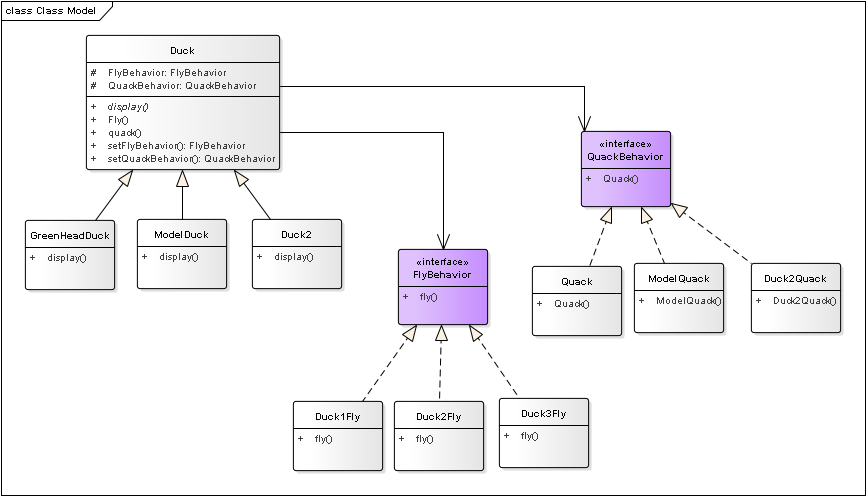 class Class Model
Duck
# FlyBehavior: FlyBehavior
# QuackBehavior: QuackBehavior
+ display()
+ Fly()
+ quack()
+ setFlyBehavior(): FlyBehavior
+ setQuackBehavior(): QuackBehavior
«interface»
QuackBehavior
+ Quack()
GreenHeadDuck
+ display()
ModelDuck
+ display()
Duck2
+ display()
«interface»
FlyBehavior
+ fly()
Quack
+ Quack()
ModelQuack
+ ModelQuack()
Duck2Quack
+ Duck2Quack()
Duck1Fly
+ fly()
Duck2Fly
+ fly()
Duck3Fly
+ fly()